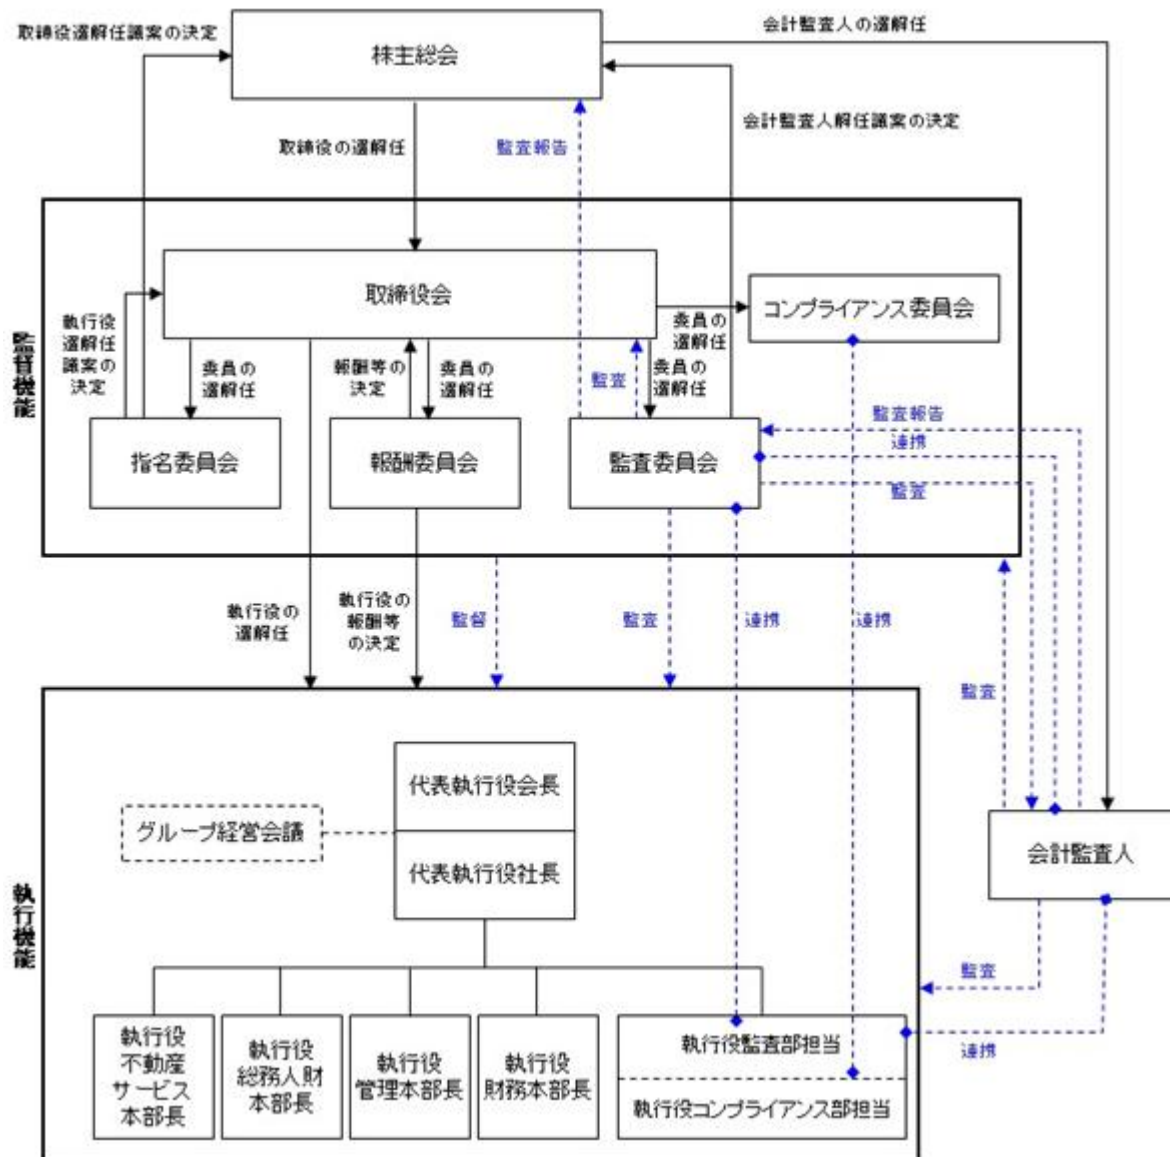 取締役選解任議案の決定
会計監査人の選解任
株主総会
会計監査人解任議案の決定
取締役の選解任
監査報告
監督機能
取締役会
コンプライアンス委員会
執行役
選解任
議案の
決定
委員の
選解任
報酬等の
決定
委員の
選解任
監査
委員の
選解任
委員の
選解任
監査報告
連携
監査
指名委員会
報酬委員会
監査委員会
執行役の
選解任
執行役の
報酬等
の決定
監督
監査
連携
連携
監査
執行機能
代表執行役会長
グループ経営会議
代表執行役社長
会計監査人
監査
連携
執行役
不動産
サービス
本部長
執行役
総務人財
本部長
執行役
管理本部長
執行役
財務本部長
執行役監査部担当
執行役コンプライアンス部担当